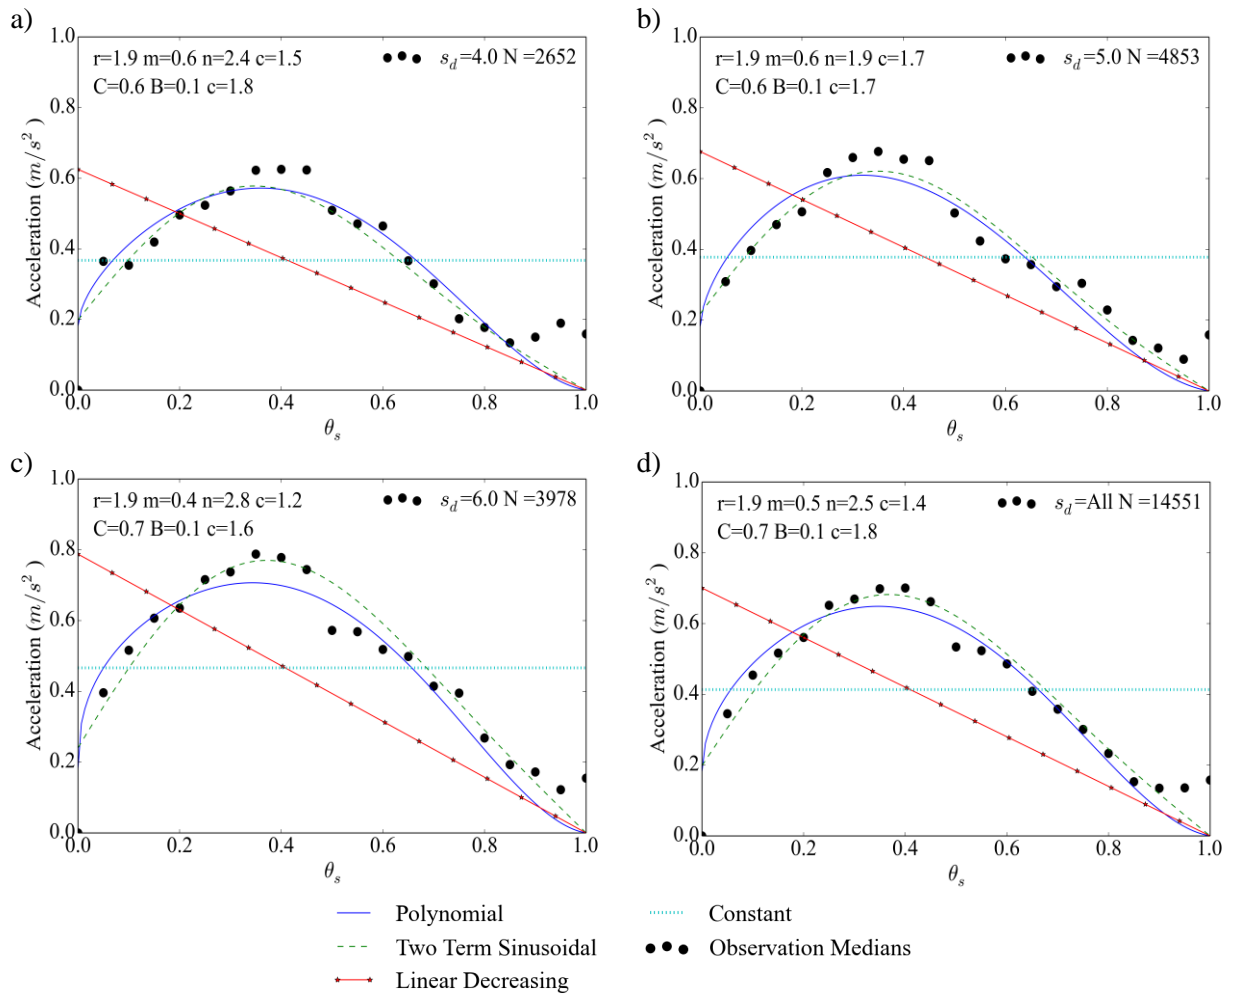 a)
1.0
0.8
0.6
0.4
0.2
0.0
Acceleration (m/s²)
r=1.9 m=0.6 n=2.4 c=1.5
C=0.6 B=0.1 c=1.8
s_d=4.0 N =2652
0.0 0.2 0.4 0.6 0.8 1.0
θ_s
b)
1.0
0.8
0.6
0.4
0.2
0.0
Acceleration (m/s²)
r=1.9 m=0.6 n=1.9 c=1.7
C=0.6 B=0.1 c=1.7
s_d=5.0 N =4853
0.0 0.2 0.4 0.6 0.8 1.0
θ_s
c)
1.0
0.8
0.6
0.4
0.2
0.0
Acceleration (m/s²)
r=1.9 m=0.4 n=2.8 c=1.2
C=0.7 B=0.1 c=1.6
s_d=6.0 N =3978
0.0 0.2 0.4 0.6 0.8 1.0
θ_s
d)
1.0
0.8
0.6
0.4
0.2
0.0
Acceleration (m/s²)
r=1.9 m=0.5 n=2.5 c=1.4
C=0.7 B=0.1 c=1.8
s_d=All N =14551
0.0 0.2 0.4 0.6 0.8 1.0
θ_s
Polynomial
Two Term Sinusoidal
Linear Decreasing
Constant
Observation Medians